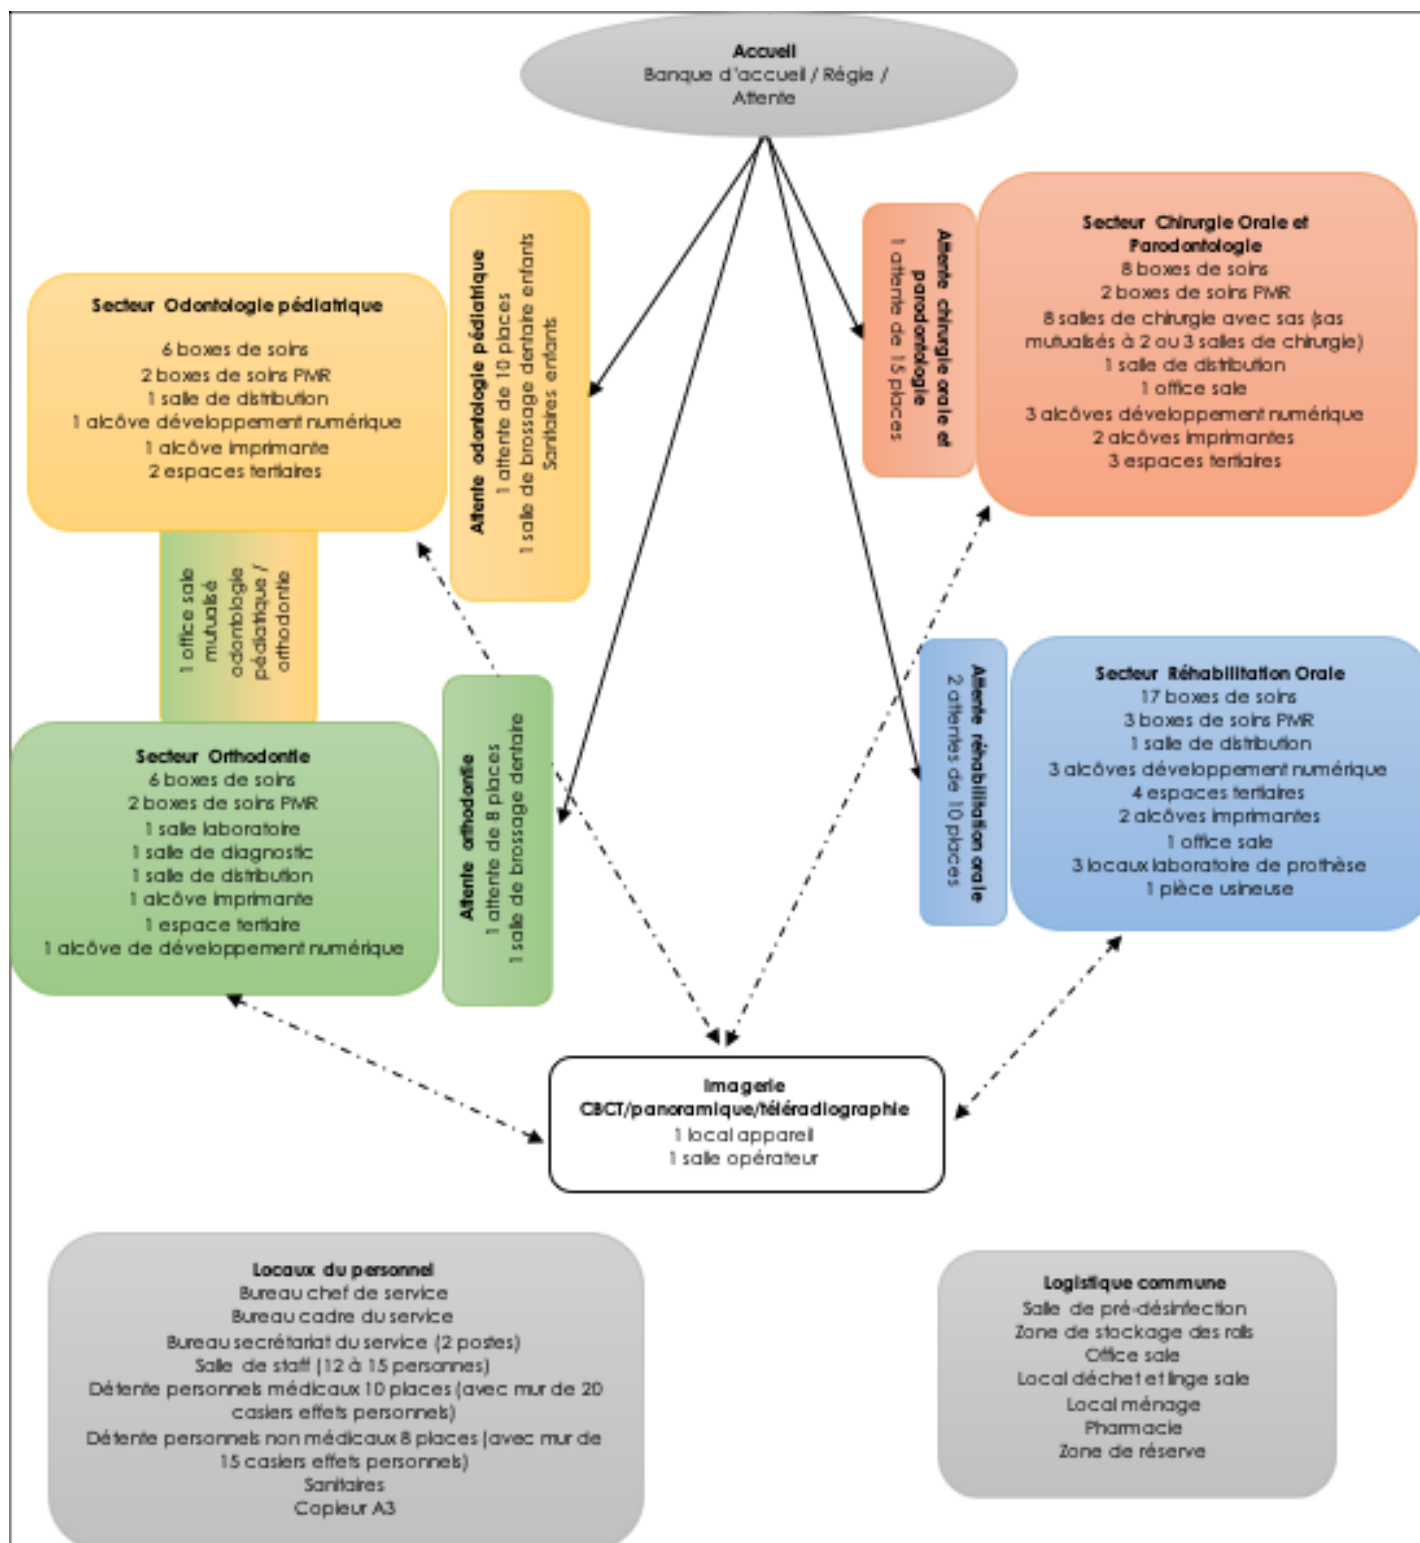 Accueil
Banque d'accueil / Régie /
Attente
Secteur Odontologie pédiatrique
6 boxes de soins
2 boxes de soins PMR
1 salle de distribution
1 alcôve développement numérique
1 alcôve imprimante
2 espaces tertiaires
Attente odontologie pédiatrique
1 attente de 10 places
1 salle de brossage dentaire enfants
Sanitaires enfants
Attente chirurgie orale et
parodontologie
1 attente de 15 places
Secteur Chirurgie Orale et
Parodontologie
8 boxes de soins
2 boxes de soins PMR
8 salles de chirurgie avec sas (sas
mutualisés à 2 ou 3 salles de chirurgie)
1 salle de distribution
1 office sale
3 alcôves développement numérique
2 alcôves imprimantes
3 espaces tertiaires
1 office sale
mutualisé
odontologie
pédiatrique /
orthodontie
Secteur Orthodontie
6 boxes de soins
2 boxes de soins PMR
1 salle laboratoire
1 salle de diagnostic
1 salle de distribution
1 alcôve imprimante
1 espace tertiaire
1 alcôve de développement numérique
Attente orthodontie
1 attente de 8 places
1 salle de brossage dentaire
Attente réhabilitation orale
2 attentes de 10 places
Secteur Réhabilitation Orale
17 boxes de soins
3 boxes de soins PMR
1 salle de distribution
3 alcôves développement numérique
4 espaces tertiaires
2 alcôves imprimantes
1 office sale
3 locaux laboratoire de prothèse
1 pièce usineuse
Imagerie
CBCT/panoramique/téléradiographie
1 local appareil
1 salle opérateur
Locaux du personnel
Bureau chef de service
Bureau cadre du service
Bureau secrétariat du service (2 postes)
Salle de staff (12 à 15 personnes)
Détente personnels médicaux 10 places (avec mur de 20
casiers effets personnels)
Détente personnels non médicaux 8 places (avec mur de
15 casiers effets personnels)
Sanitaires
Copieur A3
Logistique commune
Salle de pré-désinfection
Zone de stockage des rolls
Office sale
Local déchet et linge sale
Local ménage
Pharmacie
Zone de réserve